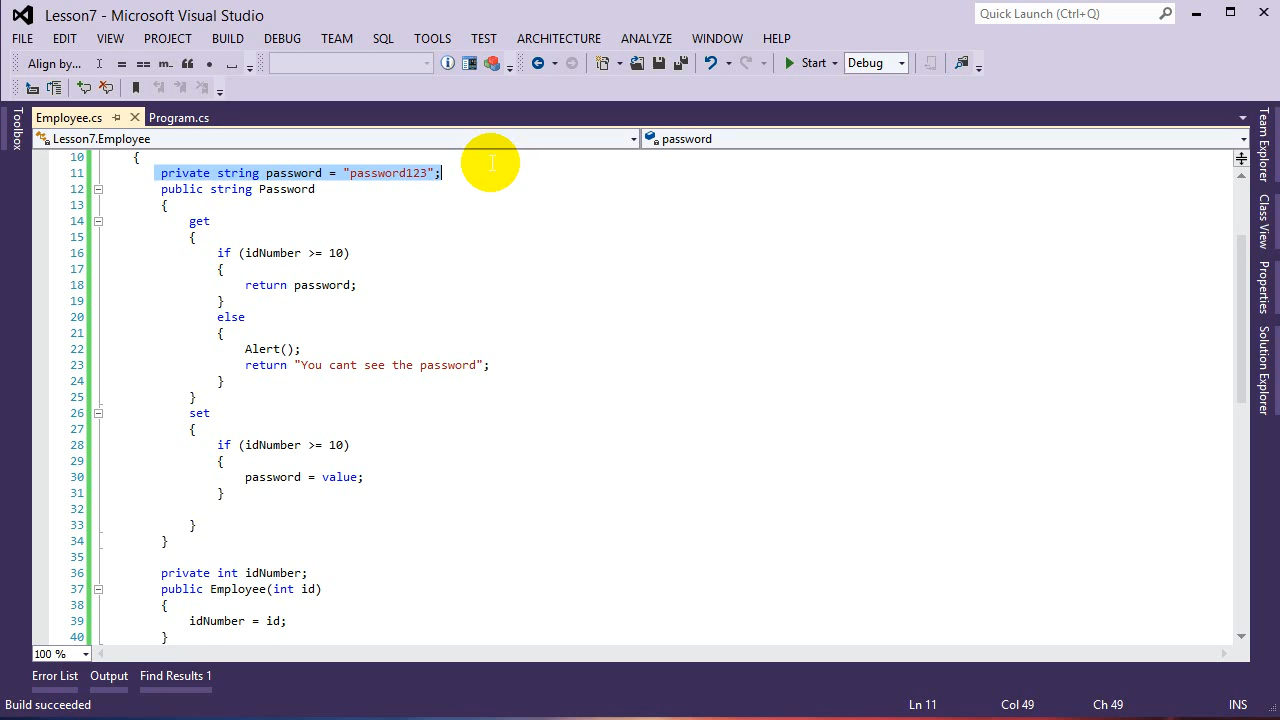 Lesson7 - Microsoft Visual Studio
Quick Launch (Ctrl+Q)
FILE EDIT VIEW PROJECT BUILD DEBUG TEAM SQL TOOLS TEST ARCHITECTURE ANALYZE WINDOW HELP
Align by... Start Debug
Employee.cs Program.cs
Lesson7.Employee password
10 {
11 private string password = "password123";
12 public string Password
13 {
14 get
15 {
16 if (idNumber >= 10)
17 {
18 return password;
19 }
20 else
21 {
22 Alert();
23 return "You cant see the password";
24 }
25 }
26 set
27 {
28 if (idNumber >= 10)
29 {
30 password = value;
31 }
32
33 }
34 }
35
36 private int idNumber;
37 public Employee(int id)
38 {
39 idNumber = id;
40 }
100 %
Toolbox
Team Explorer
Class View
Properties
Solution Explorer
Error List Output Find Results 1
Build succeeded Ln 11 Col 49 Ch 49 INS